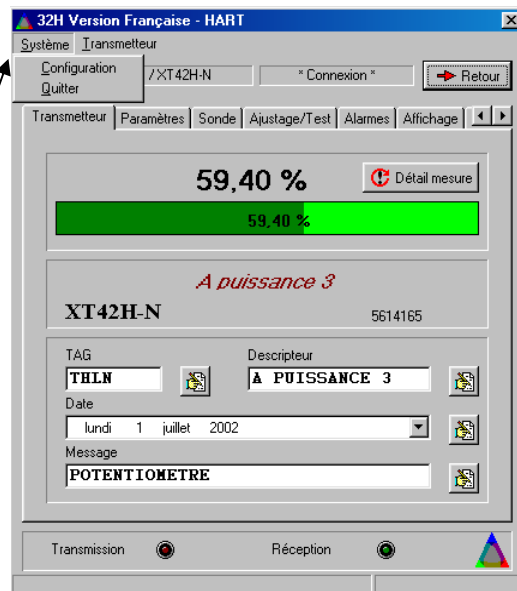 32H Version Française - HART
Système Transmetteur
Configuration
Quitter
/ XT42H-N
* Connexion *
Retour
Transmetteur Paramètres Sonde Ajustage/Test Alarmes Affichage
59,40 %
Détail mesure
59,40 %
A puissance 3
XT42H-N
5614165
TAG
Descripteur
THLN
A PUISSANCE 3
Date
lundi 1 juillet 2002
Message
POTENTIOMETRE
Transmission
Réception